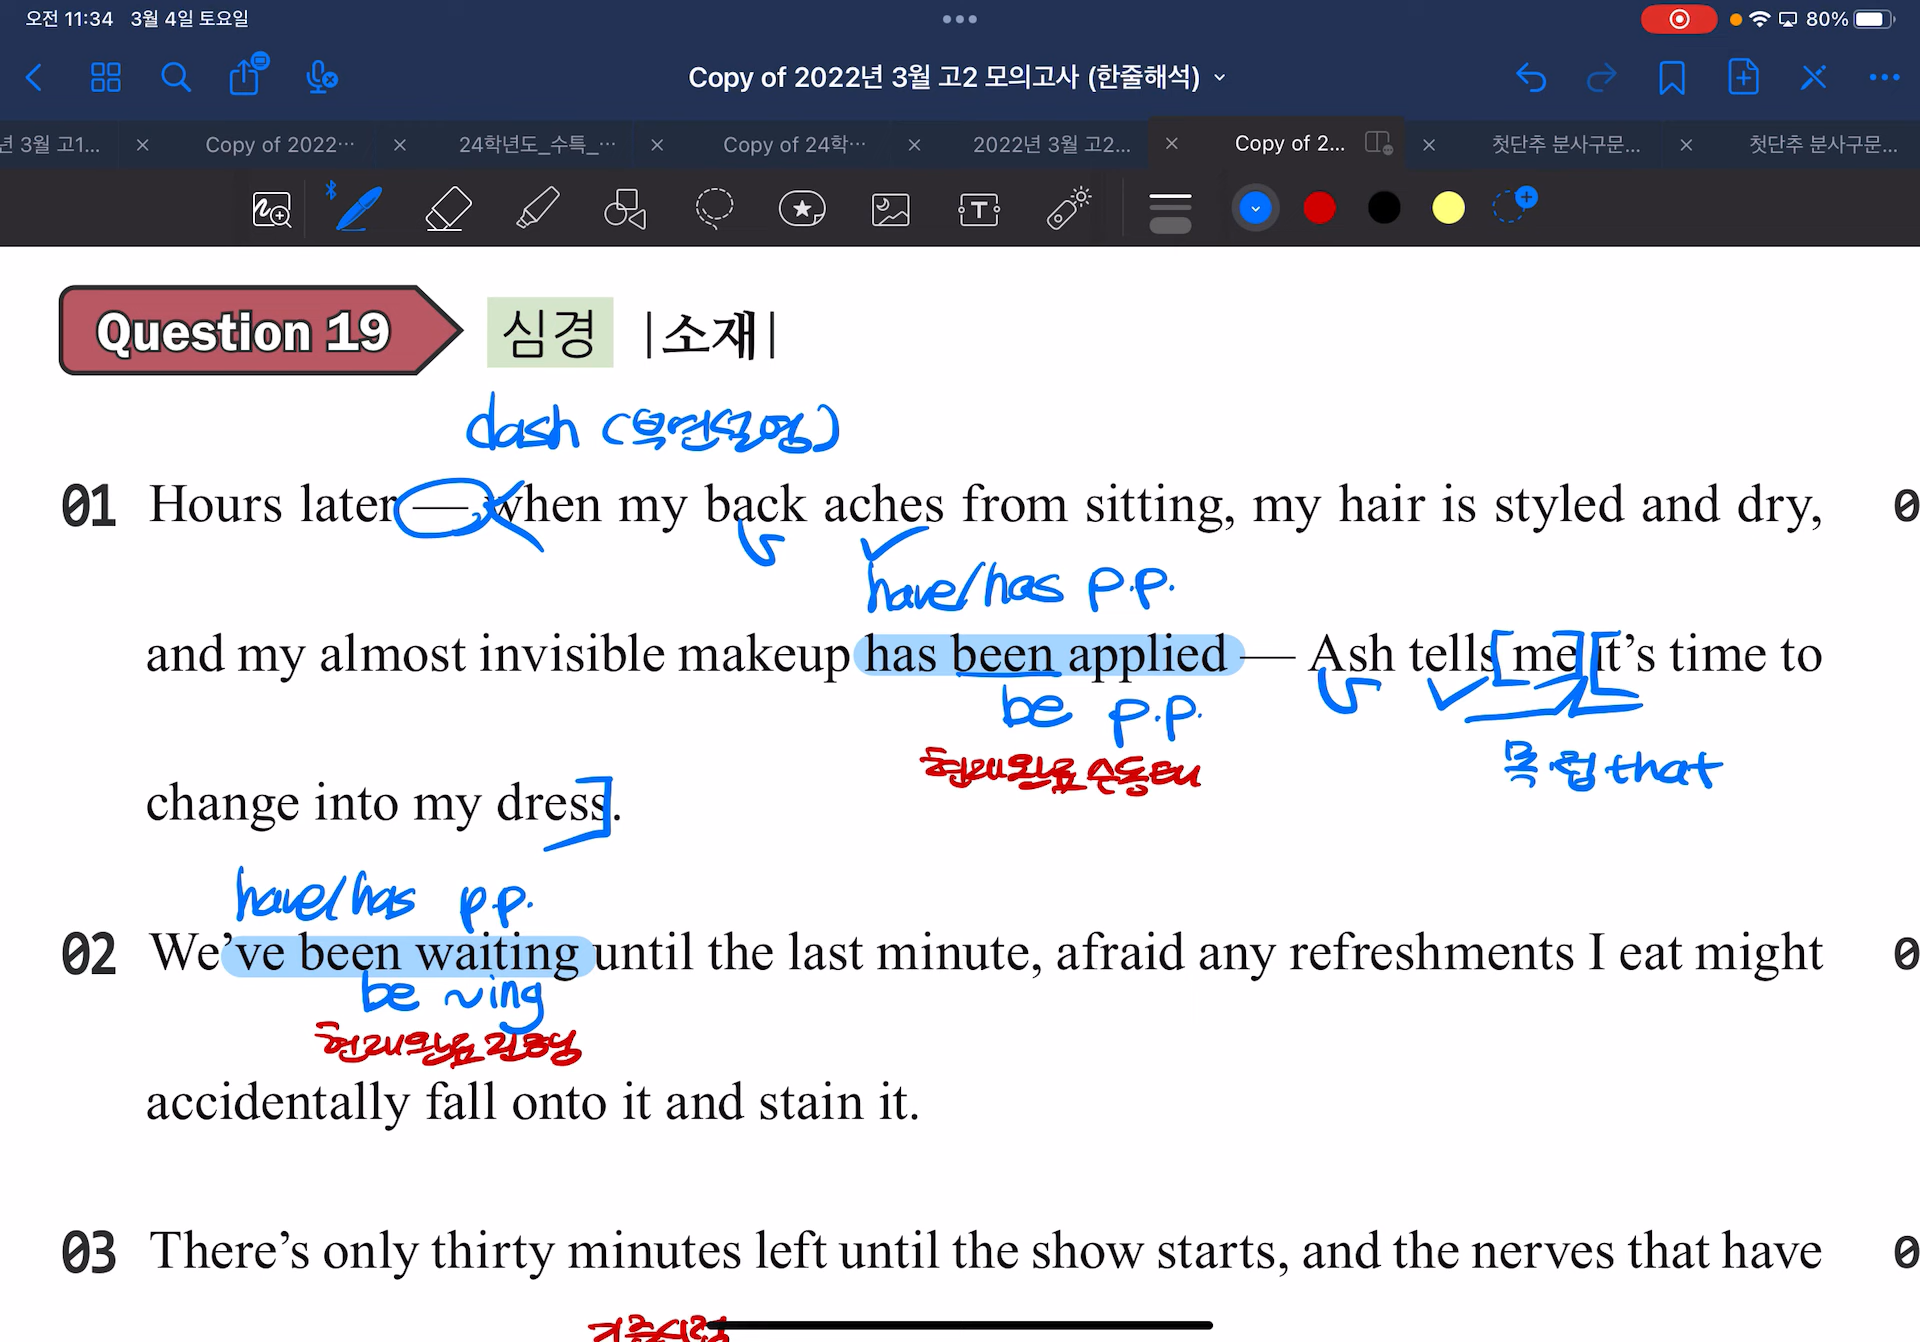 오전 11:34 3월 4일 토요일
80%
Copy of 2022년 3월 고2 모의고사 (한줄해석)
년 3월 고1...
Copy of 2022...
24학년도_수특_...
Copy of 24학...
2022년 3월 고2...
Copy of 2...
첫단추 분사구문...
첫단추 분사구문...
Question 19 심경 |소재|
dash (부연설명)
01 Hours later —, when my back aches from sitting, my hair is styled and dry,
S
have/has p.p.
and my almost invisible makeup has been applied — Ash tells me it's time to
be p.p.
S
현재완료 수동태
목.접 that
change into my dress.
have/has p.p.
02 We've been waiting until the last minute, afraid any refreshments I eat might
be ~ing
현재완료 진행형
accidentally fall onto it and stain it.
03 There's only thirty minutes left until the show starts, and the nerves that have